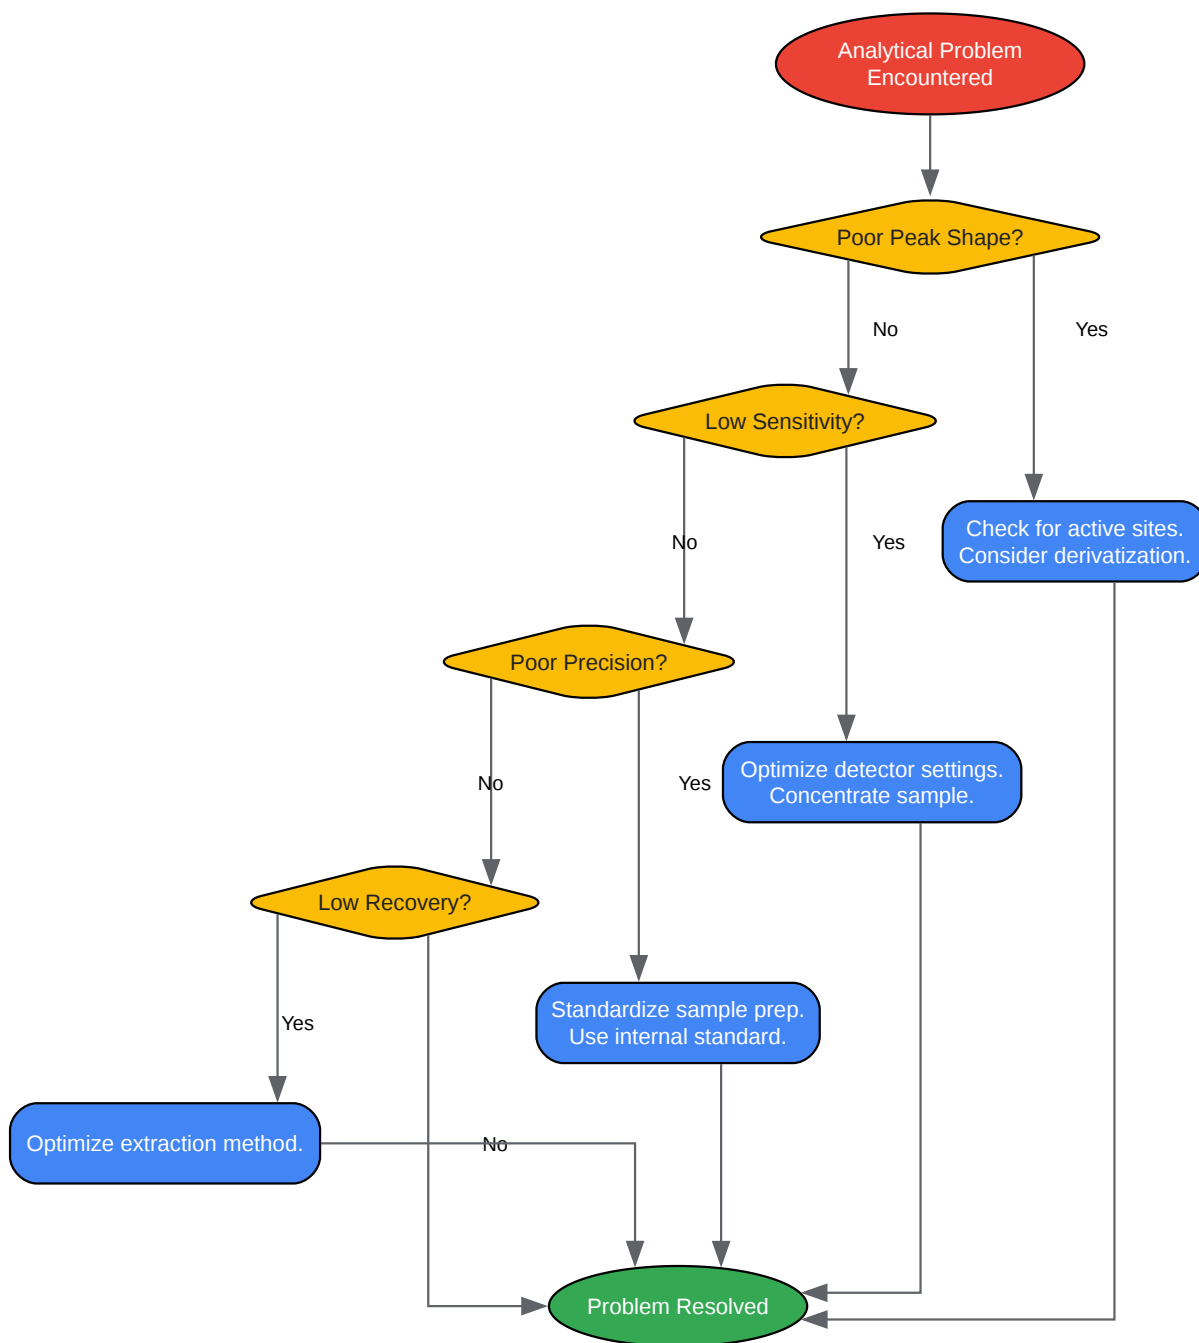 Analytical Problem
Encountered
Poor Peak Shape?
No
Yes
Low Sensitivity?
No
Yes
Check for active sites.
Consider derivatization.
Poor Precision?
No
Yes
Optimize detector settings.
Concentrate sample.
Low Recovery?
Yes
Standardize sample prep.
Use internal standard.
Optimize extraction method.
No
Problem Resolved